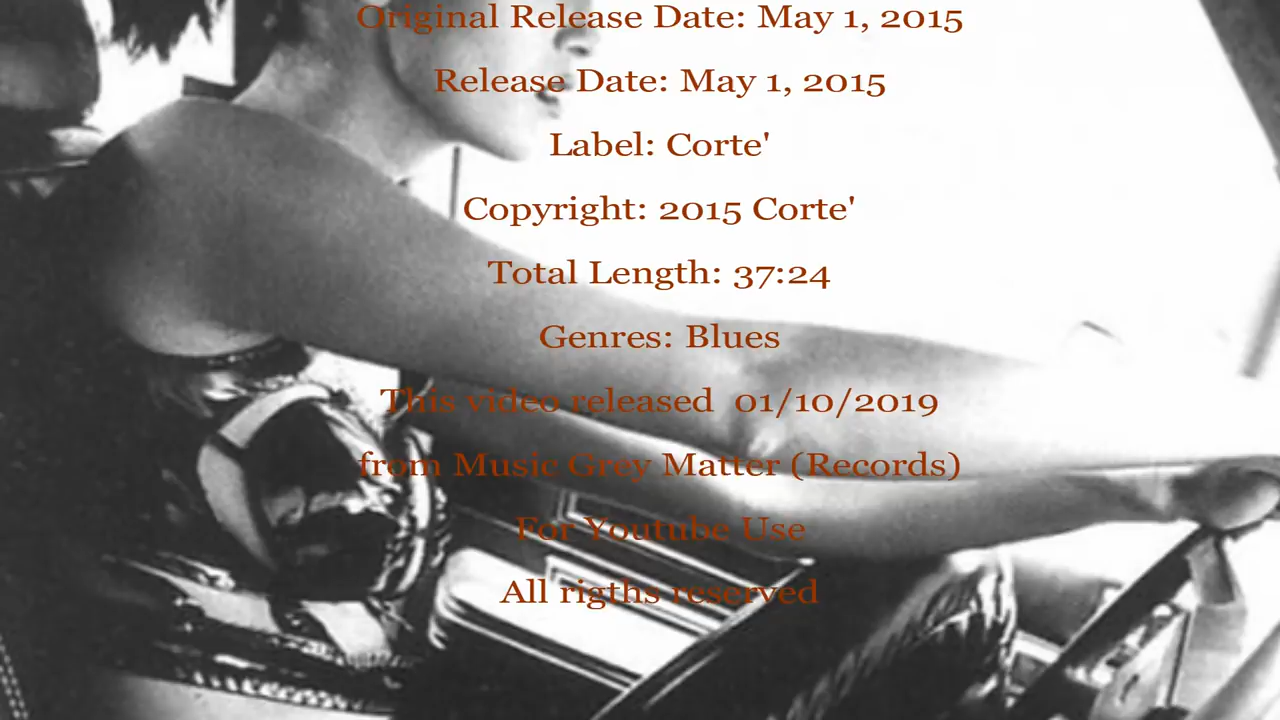 Original Release Date: May 1, 2015
Release Date: May 1, 2015
Label: Corte'
Copyright: 2015 Corte'
Total Length: 37:24
Genres: Blues
This video released  01/10/2019
from Music Grey Matter (Records)
For Youtube Use
All rigths reserved